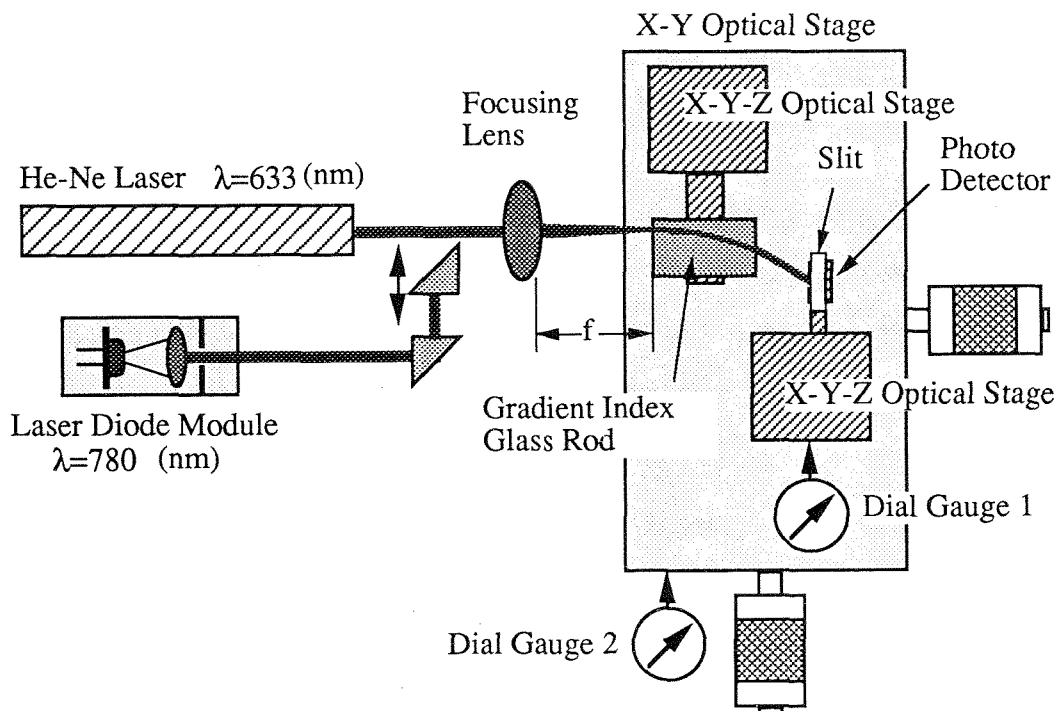 X-Y Optical Stage
Focusing
Lens
X-Y-Z Optical Stage
Slit
Photo
Detector
He-Ne Laser λ=633 (nm)
f
X-Y-Z Optical Stage
Gradient Index
Glass Rod
Laser Diode Module
λ=780 (nm)
Dial Gauge 1
Dial Gauge 2